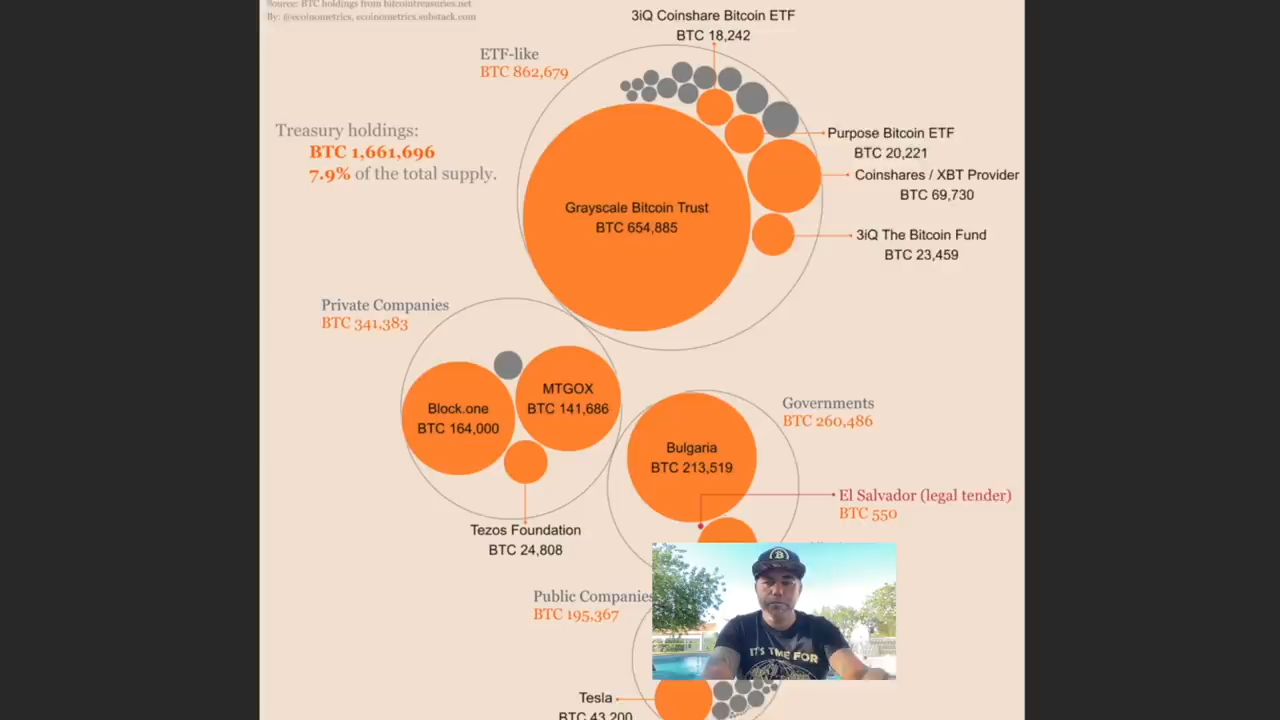 Source: BTC holdings from bitcointreasuries.net
By: @ecoinometrics, ecoinometrics.substack.com
3iQ Coinshare Bitcoin ETF
BTC 18,242
ETF-like
BTC 862,679
Treasury holdings:
BTC 1,661,696
7.9% of the total supply.
Purpose Bitcoin ETF
BTC 20,221
Coinshares / XBT Provider
BTC 69,730
Grayscale Bitcoin Trust
BTC 654,885
3iQ The Bitcoin Fund
BTC 23,459
Private Companies
BTC 341,383
MTGOX
BTC 141,686
Block.one
BTC 164,000
Governments
BTC 260,486
Bulgaria
BTC 213,519
El Salvador (legal tender)
BTC 550
Tezos Foundation
BTC 24,808
Public Companies
BTC 195,367
IT'S TIME FOR
Tesla
BTC 43,200